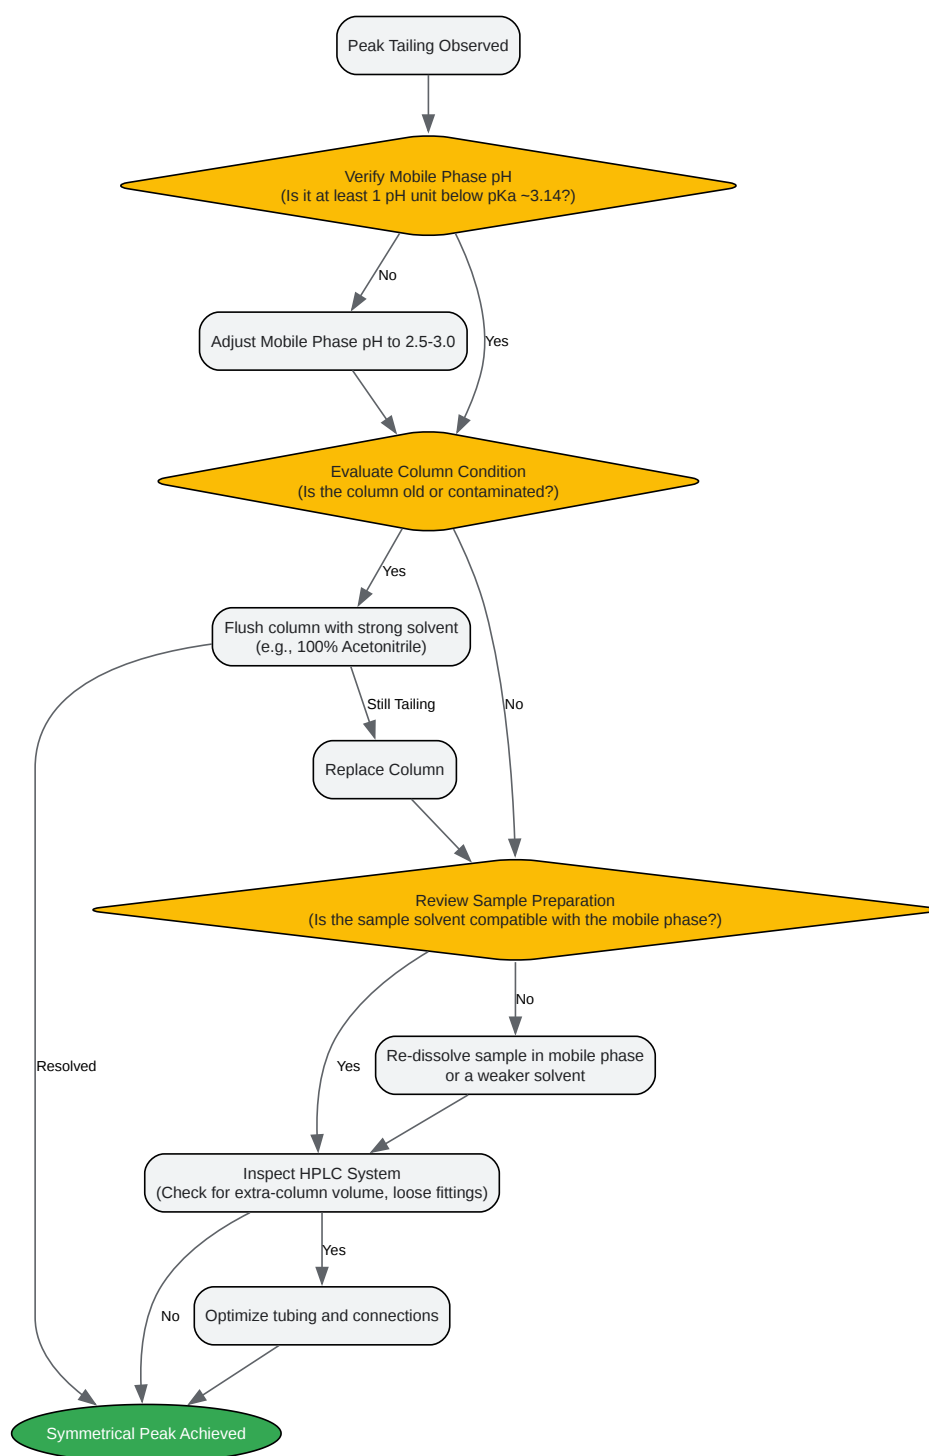 Peak Tailing Observed
Verify Mobile Phase pH
(Is it at least 1 pH unit below pKa ~3.14?)
No
Adjust Mobile Phase pH to 2.5-3.0
Yes
Evaluate Column Condition
(Is the column old or contaminated?)
Yes
Flush column with strong solvent
(e.g., 100% Acetonitrile)
Still Tailing
No
Replace Column
Review Sample Preparation
(Is the sample solvent compatible with the mobile phase?)
No
Resolved
Yes
Re-dissolve sample in mobile phase
or a weaker solvent
Inspect HPLC System
(Check for extra-column volume, loose fittings)
Yes
No
Optimize tubing and connections
Symmetrical Peak Achieved